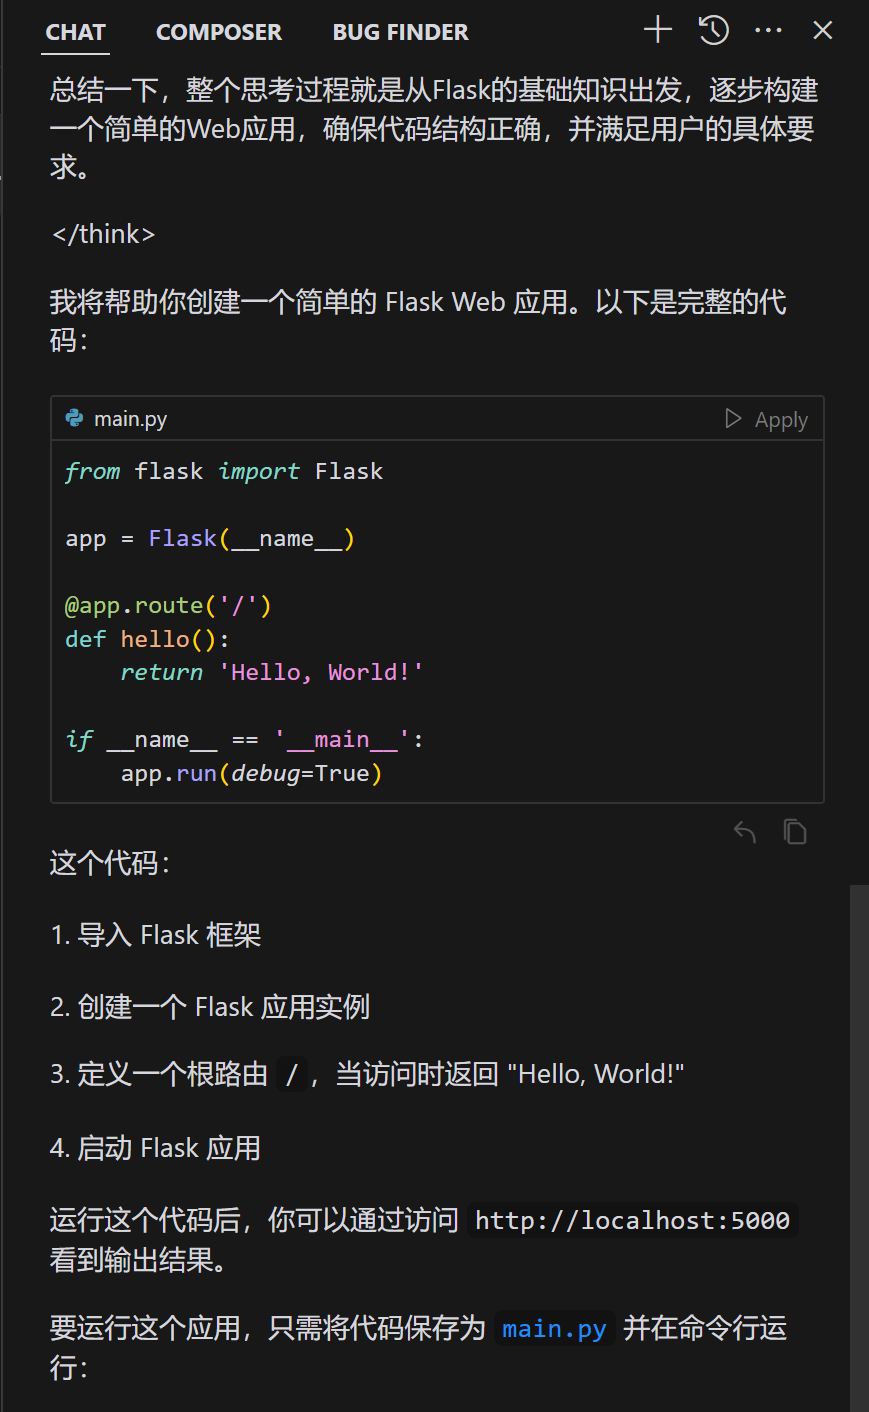 CHAT COMPOSER BUG FINDER
总结一下，整个思考过程就是从Flask的基础知识出发，逐步构建
一个简单的Web应用，确保代码结构正确，并满足用户的具体要
求。
</think>
我将帮助你创建一个简单的 Flask Web 应用。以下是完整的代
码：
main.py Apply
from flask import Flask
app = Flask(__name__)
@app.route('/')
def hello():
    return 'Hello, World!'
if __name__ == '__main__':
    app.run(debug=True)
这个代码：
1. 导入 Flask 框架
2. 创建一个 Flask 应用实例
3. 定义一个根路由 / ，当访问时返回 "Hello, World!"
4. 启动 Flask 应用
运行这个代码后，你可以通过访问 http://localhost:5000
看到输出结果。
要运行这个应用，只需将代码保存为 main.py 并在命令行运
行：